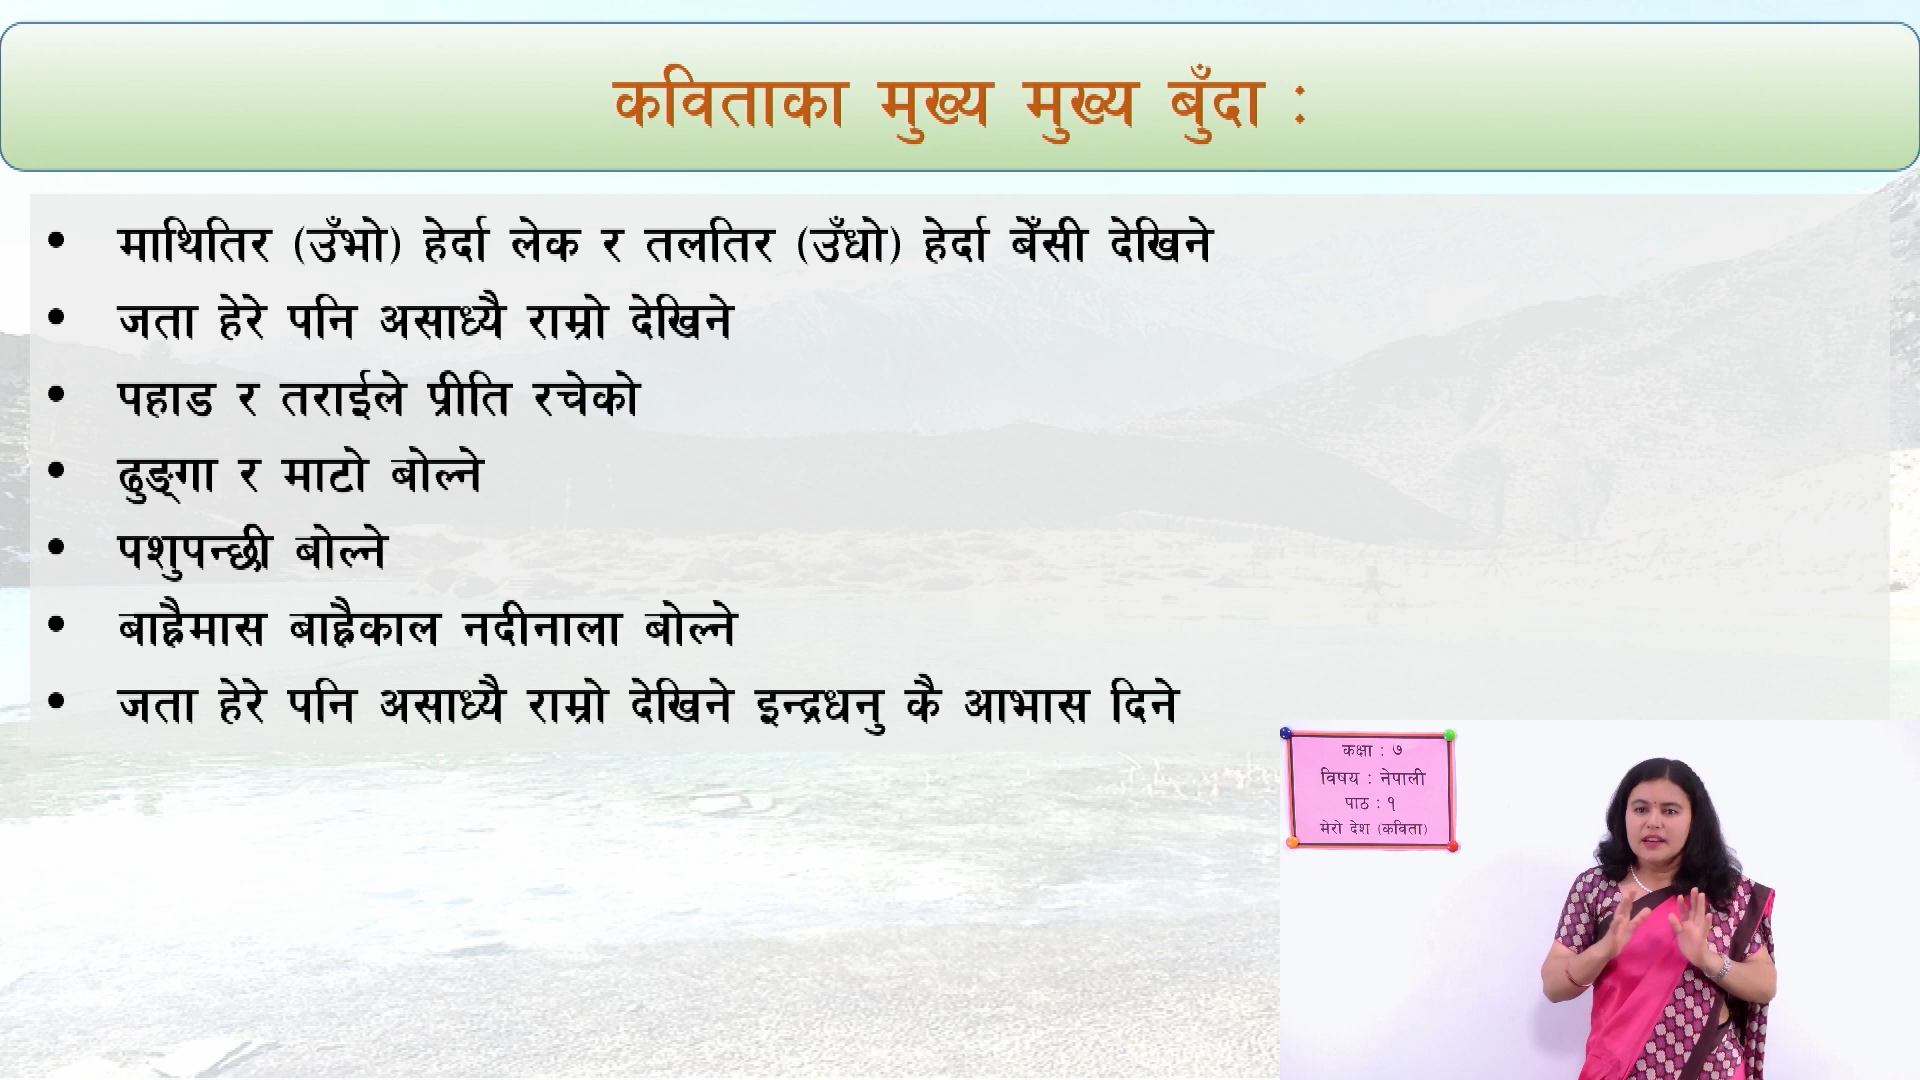 कविताका मुख्य मुख्य बुँदा :
• माथितिर (उँभो) हेर्दा लेक र तलतिर (उँधो) हेर्दा बेँसी देखिने
• जता हेरे पनि असाध्यै राम्रो देखिने
• पहाड र तराईले प्रीति रचेको
• ढुङ्गा र माटो बोल्ने
• पशुपन्छी बोल्ने
• बाह्रैमास बाह्रैकाल नदीनाला बोल्ने
• जता हेरे पनि असाध्यै राम्रो देखिने इन्द्रधनु कै आभास दिने
कक्षा : ७
विषय : नेपाली
पाठ : १
मेरो देश (कविता)